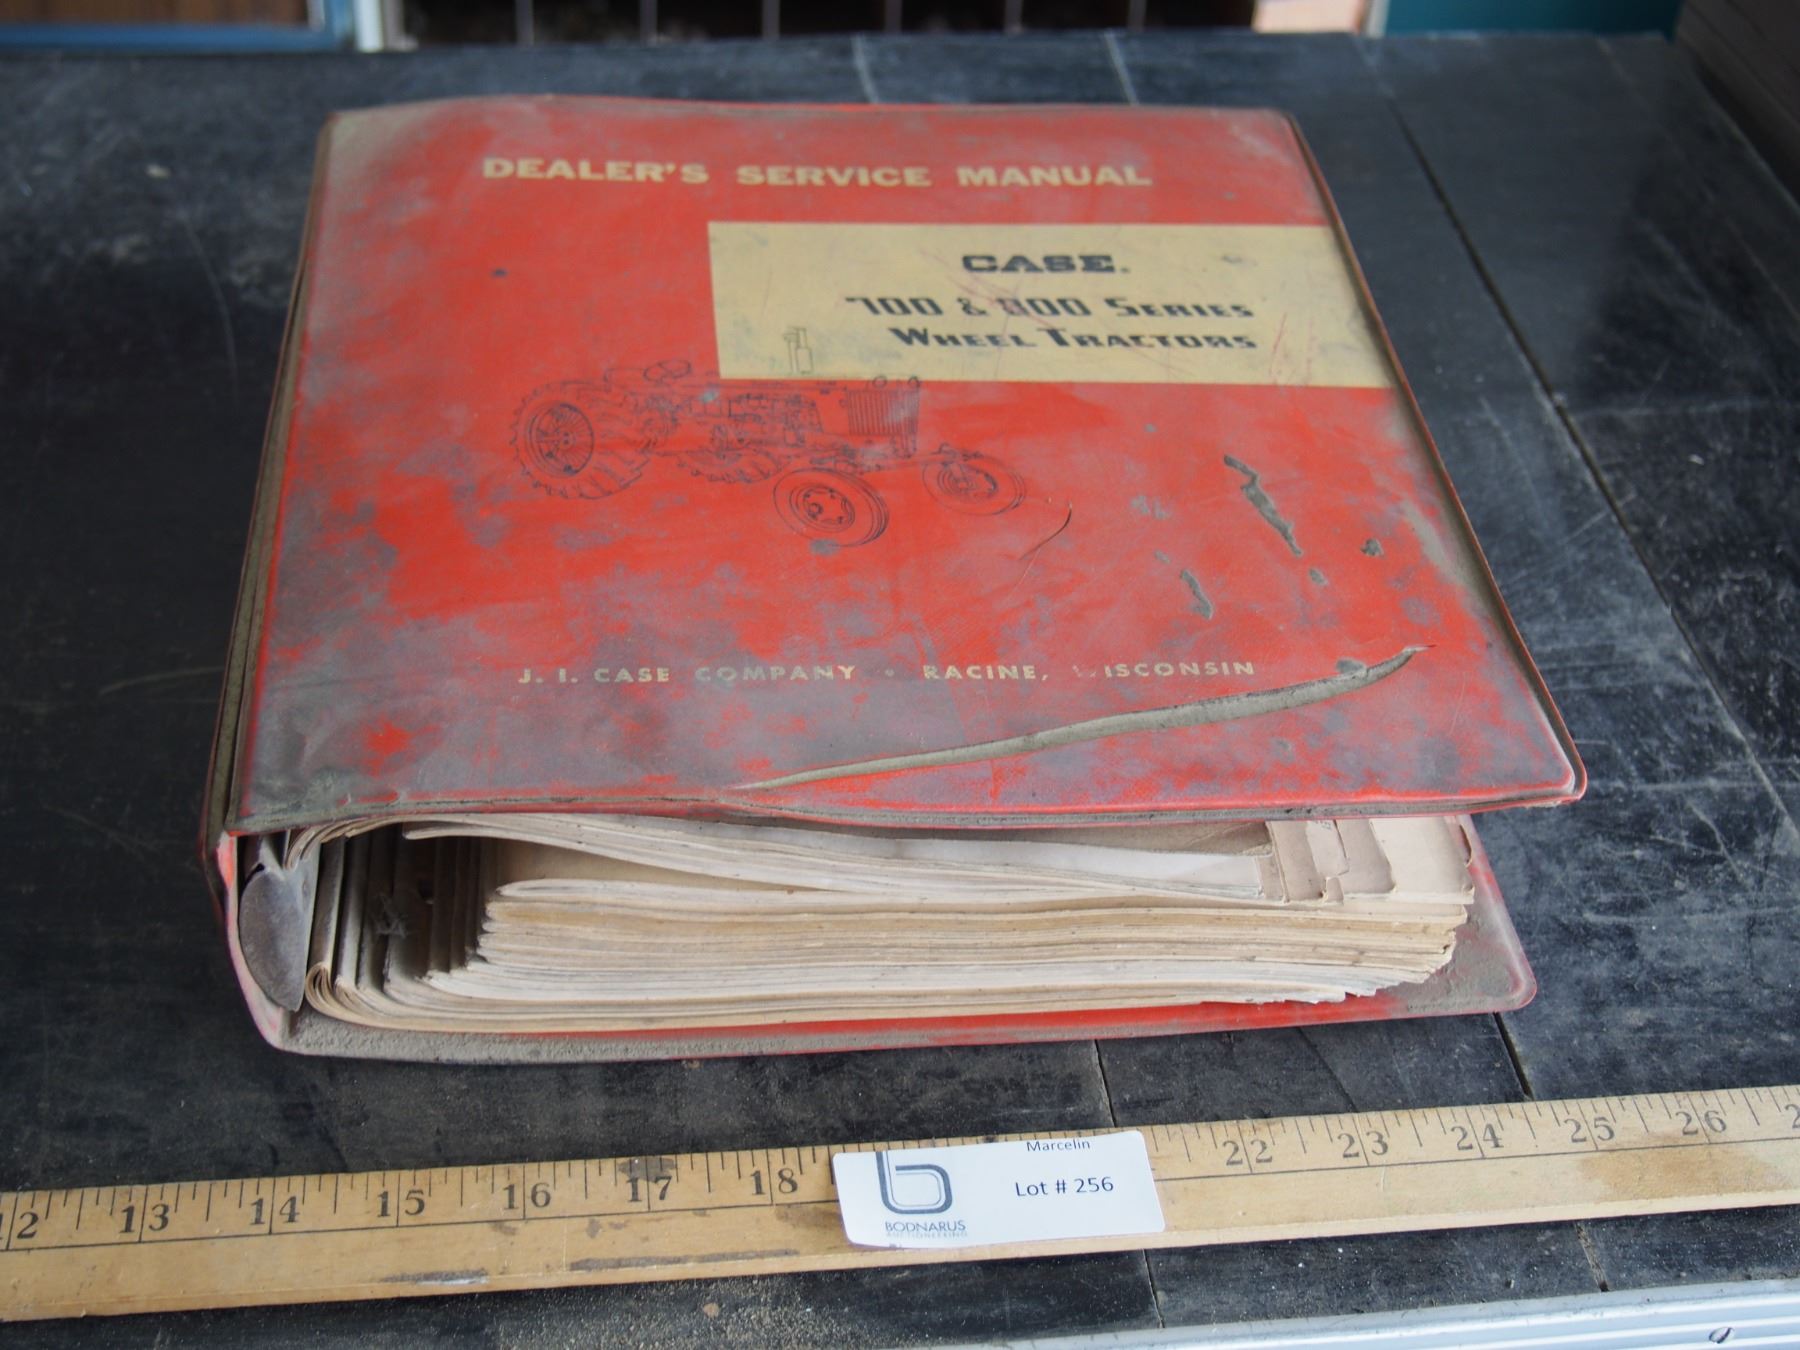 DEALER'S SERVICE MANUAL
CASE.
700 & 800 SERIES
WHEEL TRACTORS
J. I. CASE COMPANY • RACINE, WISCONSIN
12 13 14 15 16 17 18 22 23 24 25 26
Marcelin
Lot # 256
b
BODNARUS
AUCTIONEERING